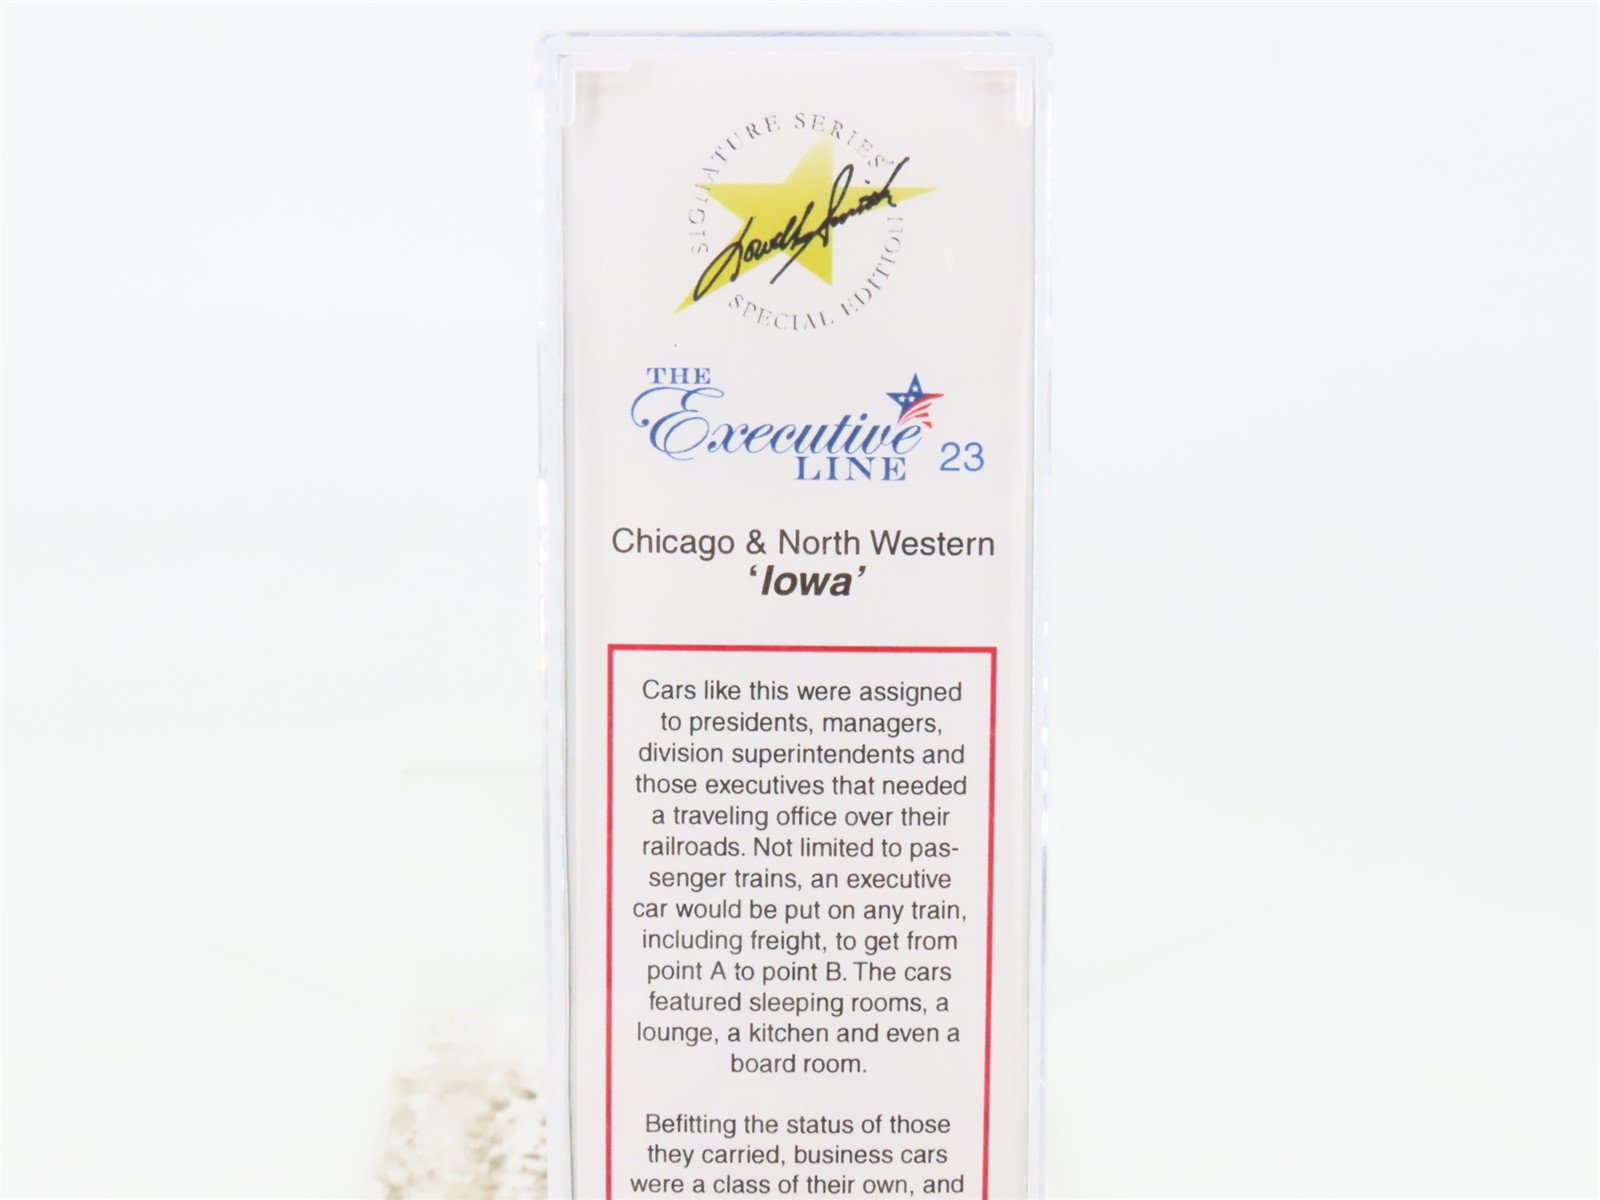 SIGNATURE SERIES
Lowell Smith
SPECIAL EDITION
THE
Executive
LINE 23
Chicago & North Western
‘Iowa’
Cars like this were assigned
to presidents, managers,
division superintendents and
those executives that needed
a traveling office over their
railroads. Not limited to pas-
senger trains, an executive
car would be put on any train,
including freight, to get from
point A to point B. The cars
featured sleeping rooms, a
lounge, a kitchen and even a
board room.
Befitting the status of those
they carried, business cars
were a class of their own, and